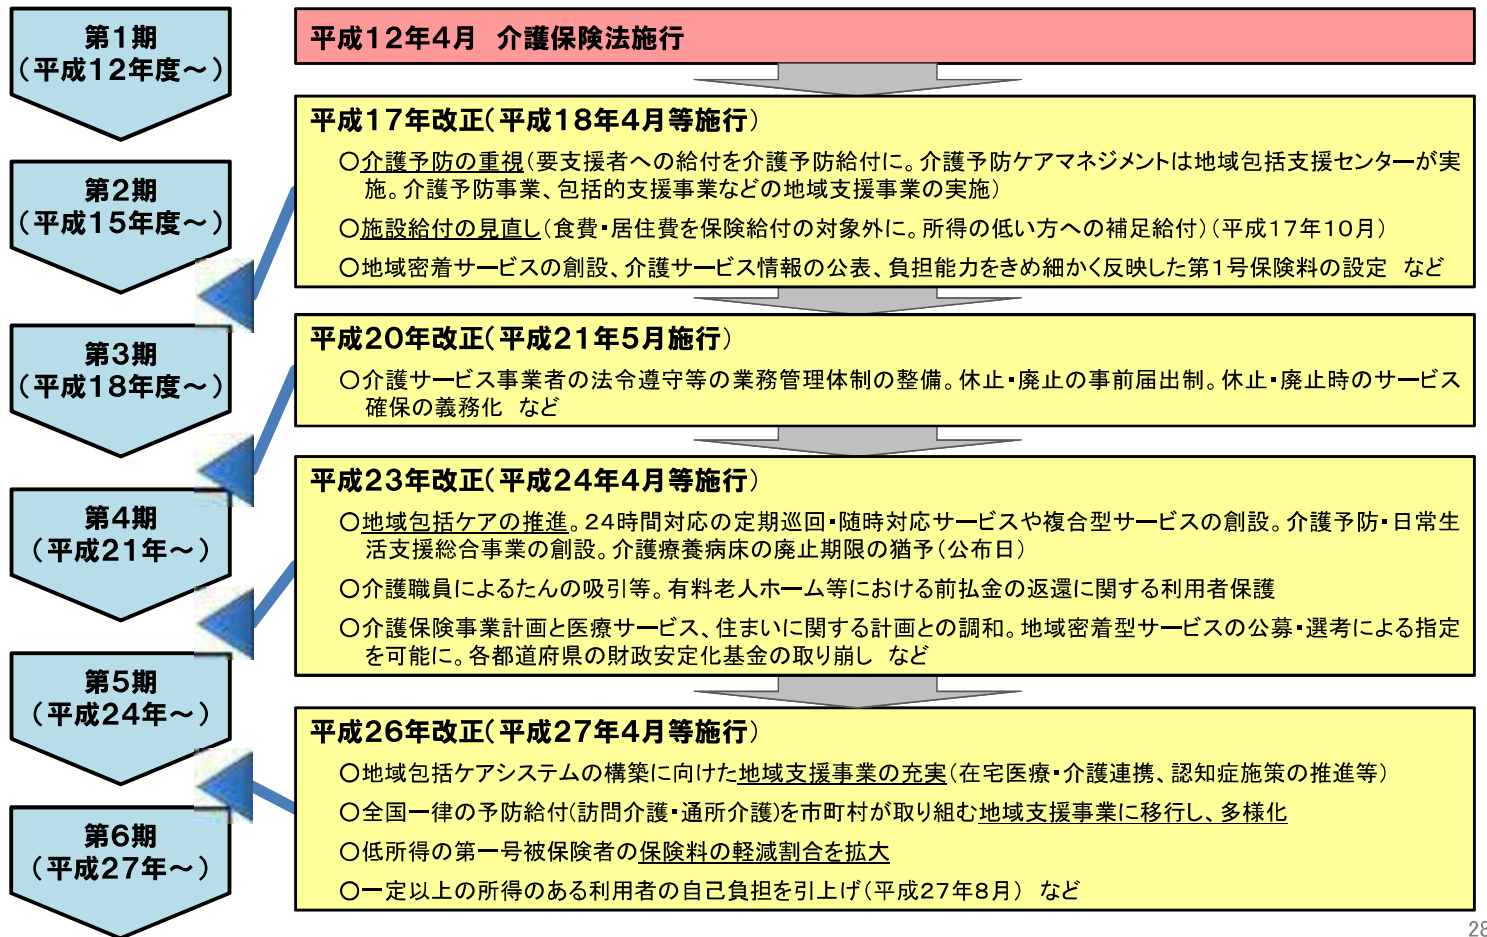 第1期
（平成12年度～）
第2期
（平成15年度～）
第3期
（平成18年度～）
第4期
（平成21年～）
第5期
（平成24年～）
第6期
（平成27年～）
平成12年4月　介護保険法施行
平成17年改正（平成18年4月等施行）
○介護予防の重視（要支援者への給付を介護予防給付に。介護予防ケアマネジメントは地域包括支援センターが実
施。介護予防事業、包括的支援事業などの地域支援事業の実施）
○施設給付の見直し（食費・居住費を保険給付の対象外に。所得の低い方への補足給付）（平成17年10月）
○地域密着サービスの創設、介護サービス情報の公表、負担能力をきめ細かく反映した第1号保険料の設定　など
平成20年改正（平成21年5月施行）
○介護サービス事業者の法令遵守等の業務管理体制の整備。休止・廃止の事前届出制。休止・廃止時のサービス
確保の義務化　など
平成23年改正（平成24年4月等施行）
○地域包括ケアの推進。24時間対応の定期巡回・随時対応サービスや複合型サービスの創設。介護予防・日常生
活支援総合事業の創設。介護療養病床の廃止期限の猶予（公布日）
○介護職員によるたんの吸引等。有料老人ホーム等における前払金の返還に関する利用者保護
○介護保険事業計画と医療サービス、住まいに関する計画との調和。地域密着型サービスの公募・選考による指定
を可能に。各都道府県の財政安定化基金の取り崩し　など
平成26年改正（平成27年4月等施行）
○地域包括ケアシステムの構築に向けた地域支援事業の充実（在宅医療・介護連携、認知症施策の推進等）
○全国一律の予防給付（訪問介護・通所介護）を市町村が取り組む地域支援事業に移行し、多様化
○低所得の第一号被保険者の保険料の軽減割合を拡大
○一定以上の所得のある利用者の自己負担を引上げ（平成27年8月）　など
28